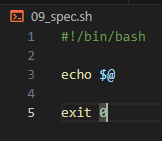 09_spec.sh
1 #!/bin/bash
2
3 echo $@
4
5 exit 0